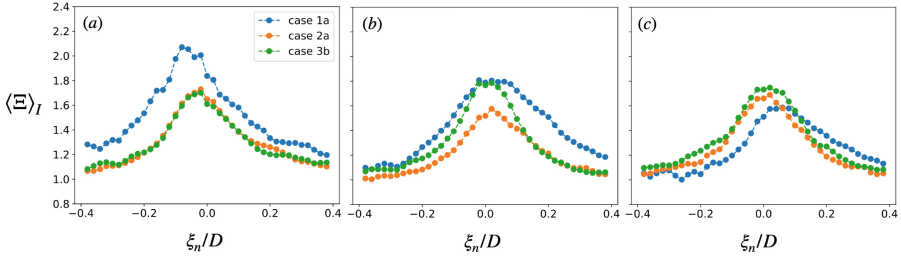 (a)
case 1a
case 2a
case 3b
(b)
(c)
⟨Ξ⟩_I
2.4
2.2
2.0
1.8
1.6
1.4
1.2
1.0
0.8
−0.4 −0.2 0.0 0.2 0.4
−0.4 −0.2 0.0 0.2 0.4
−0.4 −0.2 0.0 0.2 0.4
ξ_n/D
ξ_n/D
ξ_n/D